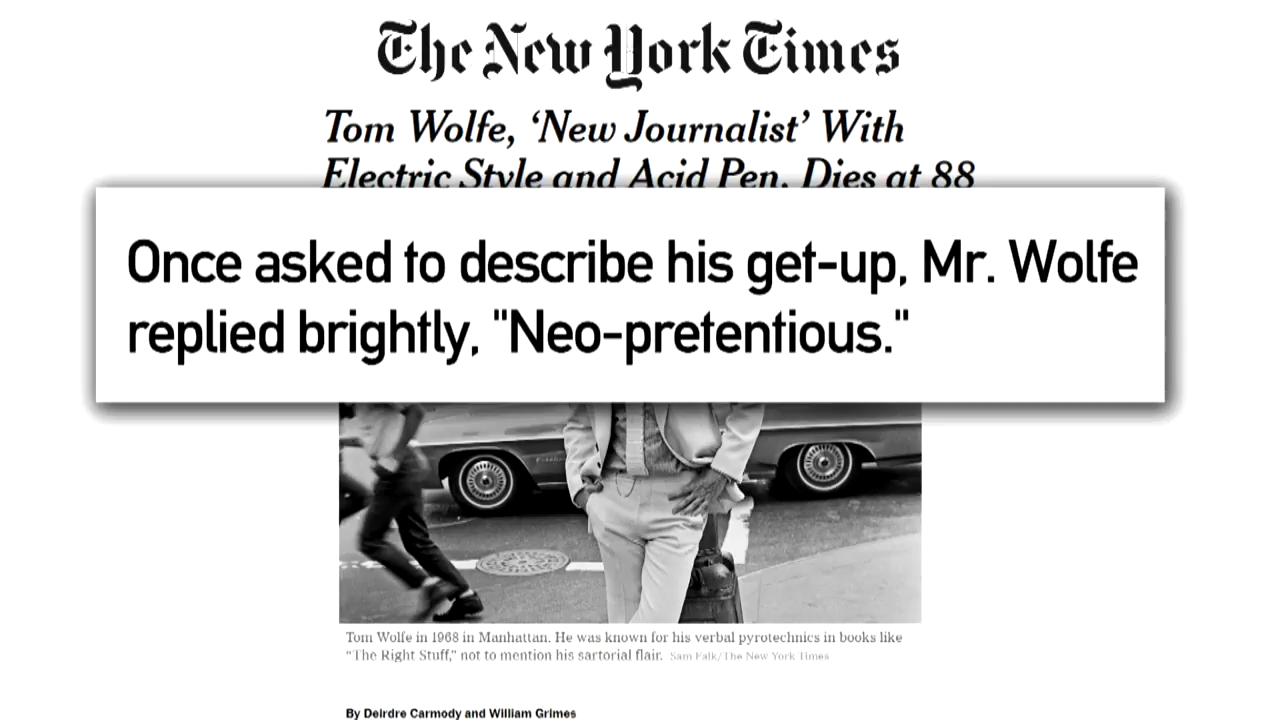 The New York Times
Tom Wolfe, ‘New Journalist’ With
Electric Style and Acid Pen, Dies at 88
Once asked to describe his get-up, Mr. Wolfe
replied brightly, "Neo-pretentious."
Tom Wolfe in 1968 in Manhattan. He was known for his verbal pyrotechnics in books like
“The Right Stuff,” not to mention his sartorial flair. Sam Falk/The New York Times
By Deirdre Carmody and William Grimes